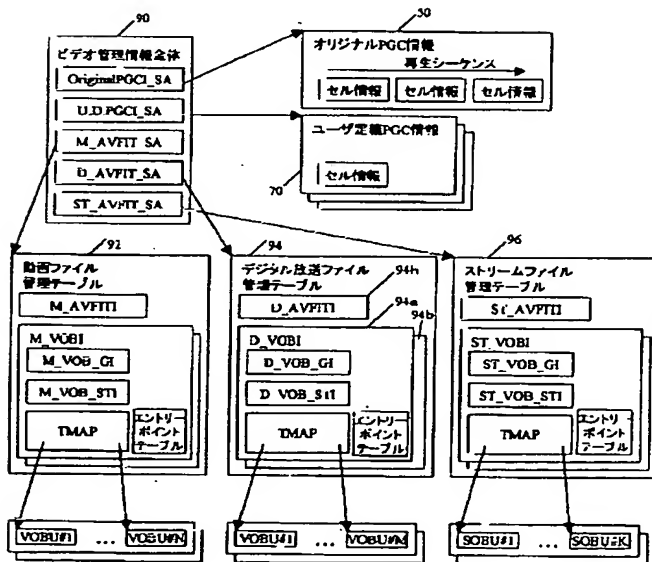 90
ビデオ管理情報全体
OriginalPGCI_SA
U.D.PGCI_SA
M_AVFIT_SA
D_AVFIT_SA
ST_AVFIT_SA
50
オリジナルPGC情報
再生シーケンス
セル情報 セル情報 セル情報
ユーザ定義PGC情報
セル情報
70
92
動画ファイル
管理テーブル
M_AVFITI
M_VOBI
M_VOB_GI
M_VOB_STI
TMAP
エントリー
ポイント
テーブル
VOBU#1 … VOBU#N
94
デジタル放送ファイル
管理テーブル
94h
D_AVFITI
94a
94b
D_VOBI
D_VOB_GI
D_VOB_StI
TMAP
エントリー
ポイント
テーブル
VOBU#1 … VOBU#M
96
ストリームファイル
管理テーブル
St_AVFITI
ST_VOBI
ST_VOB_GI
ST_VOB_STI
TMAP
エントリー
ポイント
テーブル
SOBU#1 … SOBU#K